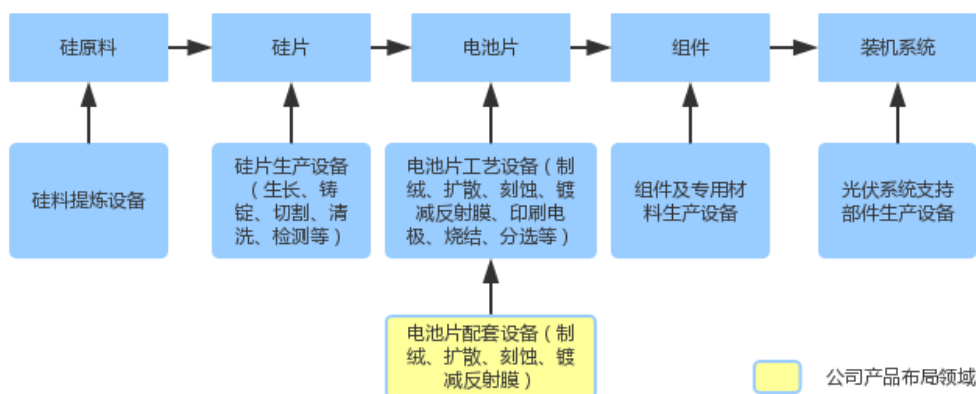 硅原料
硅片
电池片
组件
装机系统
硅料提炼设备
硅片生产设备
（生长、铸
锭、切割、清
洗、检测等）
电池片工艺设备（制
绒、扩散、刻蚀、镀
减反射膜、印刷电
极、烧结、分选等）
组件及专用材
料生产设备
光伏系统支持
部件生产设备
电池片配套设备（制
绒、扩散、刻蚀、镀
减反射膜）
公司产品布局领域